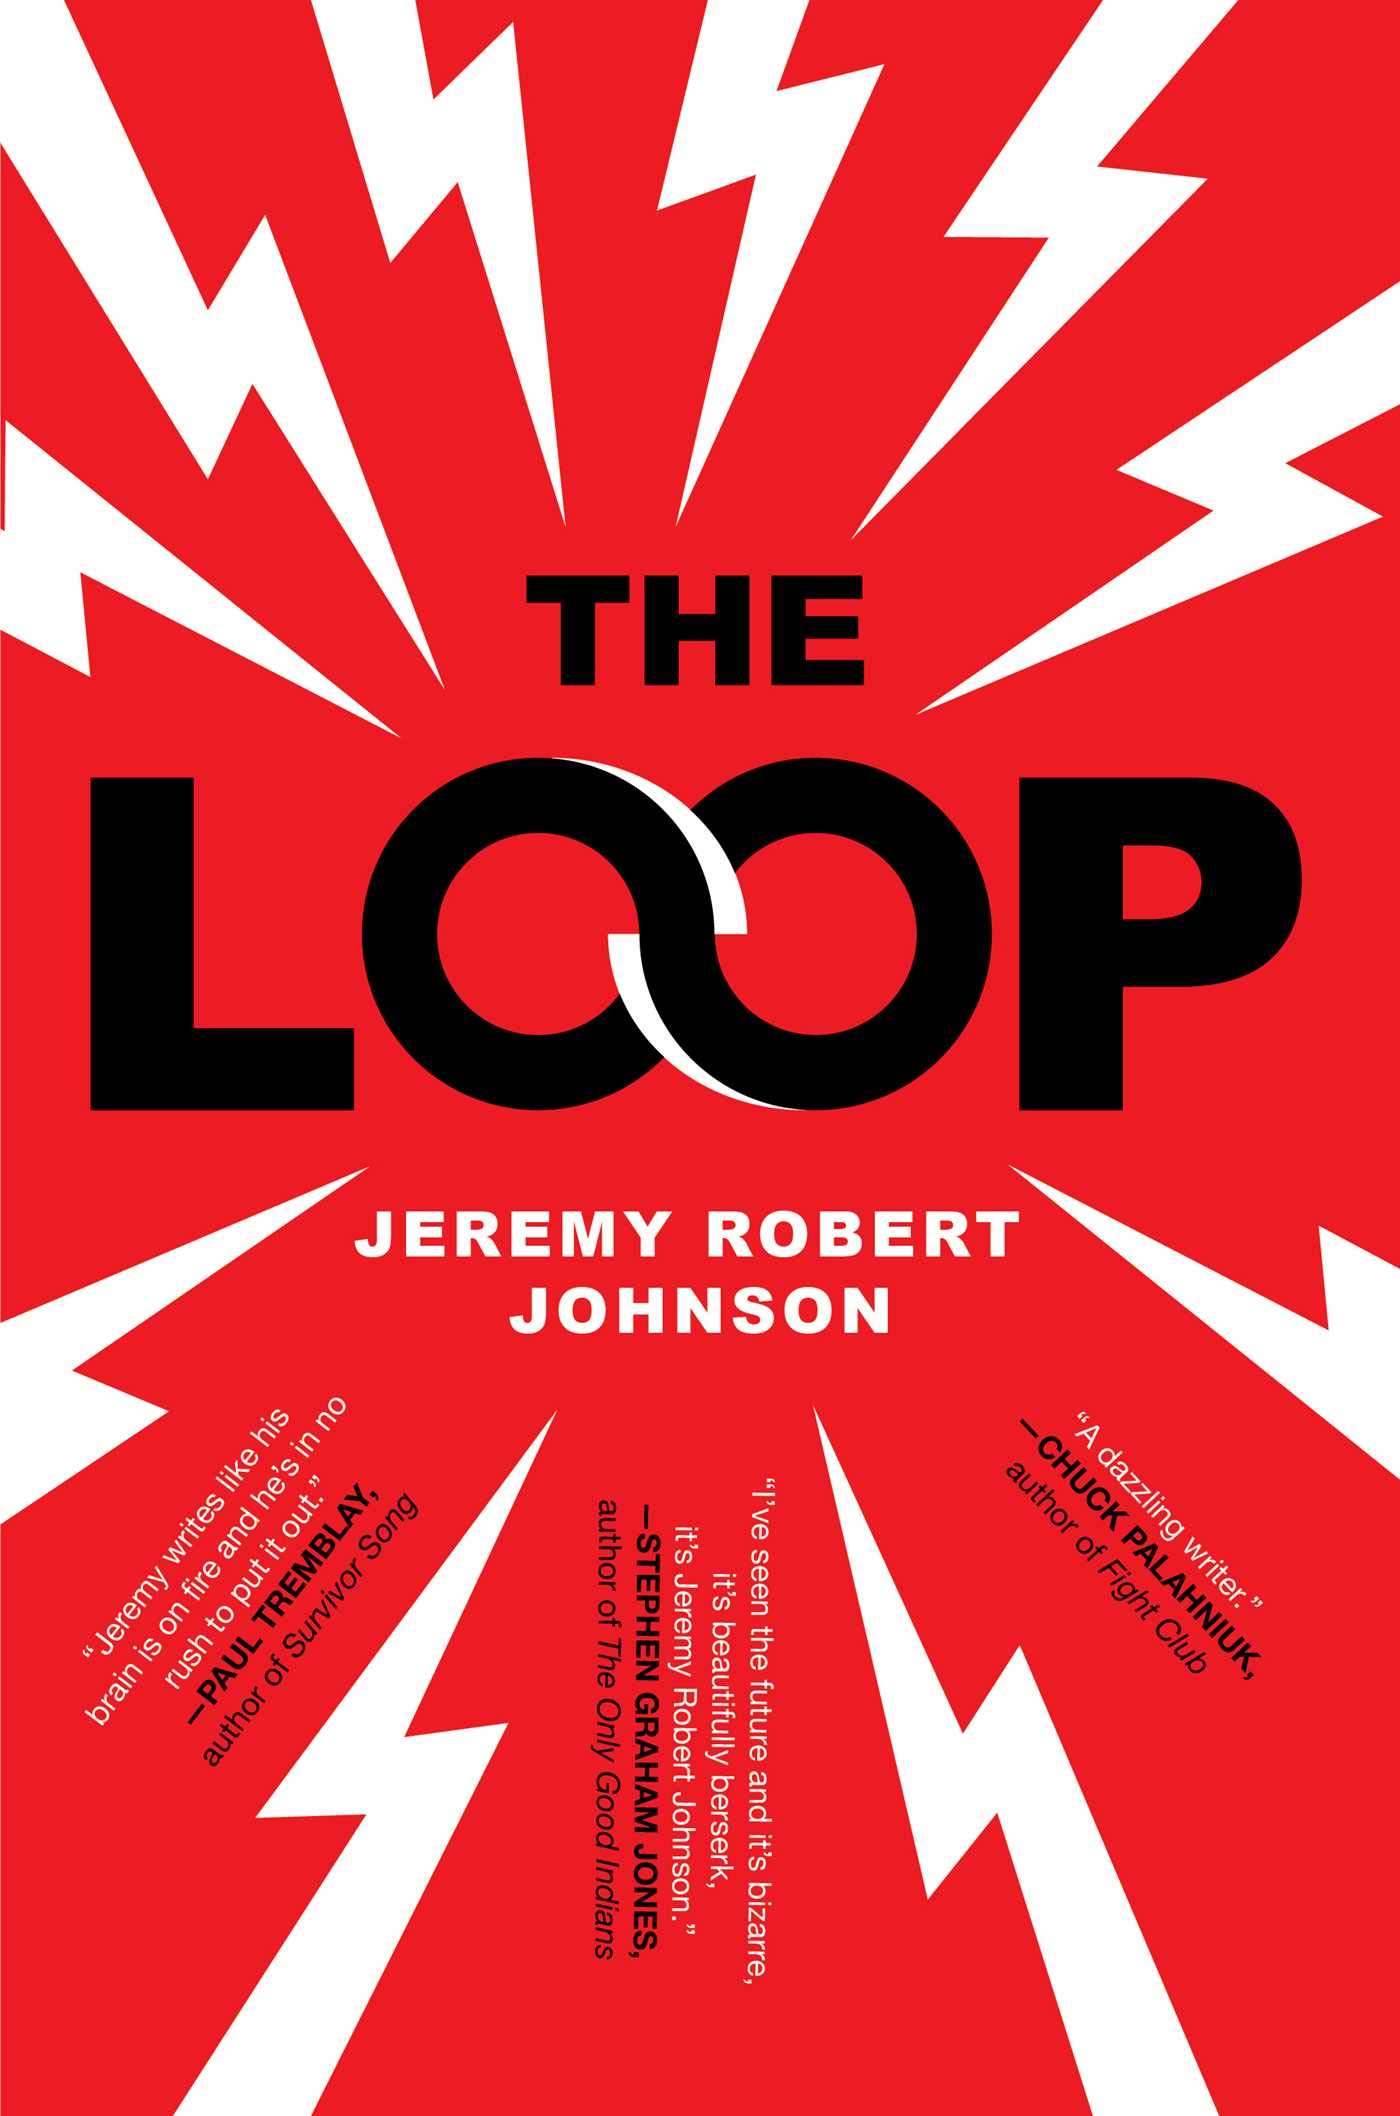 THE
LOOP
JEREMY ROBERT
JOHNSON
“Jeremy writes like his
brain is on fire and he’s in no
rush to put it out.”
—PAUL TREMBLAY,
author of Survivor Song
“I’ve seen the future and it’s bizarre,
it’s beautifully berserk,
it’s Jeremy Robert Johnson.”
—STEPHEN GRAHAM JONES,
author of The Only Good Indians
“A dazzling writer.”
—CHUCK PALAHNIUK,
author of Fight Club